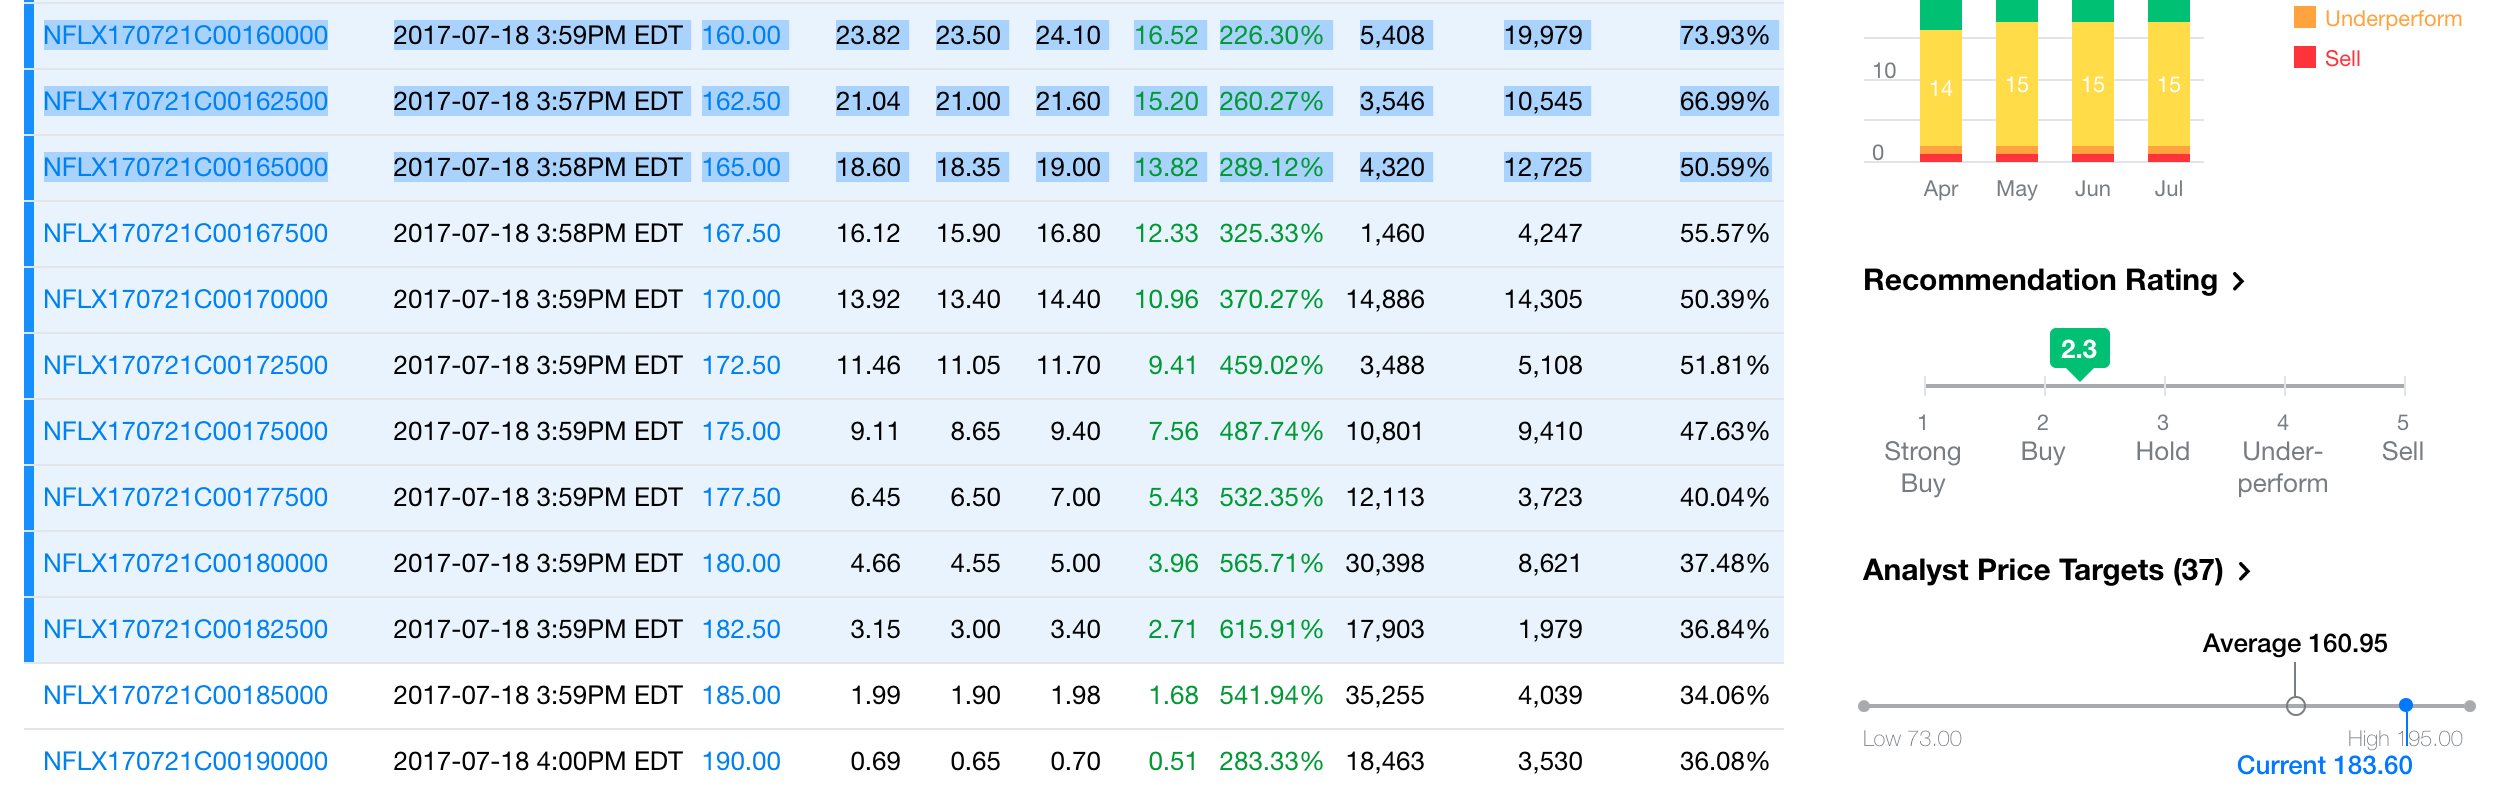 NFLX170721C00160000 2017-07-18 3:59PM EDT 160.00 23.82 23.50 24.10 16.52 226.30% 5,408 19,979 73.93%
NFLX170721C00162500 2017-07-18 3:57PM EDT 162.50 21.04 21.00 21.60 15.20 260.27% 3,546 10,545 66.99%
NFLX170721C00165000 2017-07-18 3:58PM EDT 165.00 18.60 18.35 19.00 13.82 289.12% 4,320 12,725 50.59%
NFLX170721C00167500 2017-07-18 3:58PM EDT 167.50 16.12 15.90 16.80 12.33 325.33% 1,460 4,247 55.57%
NFLX170721C00170000 2017-07-18 3:59PM EDT 170.00 13.92 13.40 14.40 10.96 370.27% 14,886 14,305 50.39%
NFLX170721C00172500 2017-07-18 3:59PM EDT 172.50 11.46 11.05 11.70 9.41 459.02% 3,488 5,108 51.81%
NFLX170721C00175000 2017-07-18 3:59PM EDT 175.00 9.11 8.65 9.40 7.56 487.74% 10,801 9,410 47.63%
NFLX170721C00177500 2017-07-18 3:59PM EDT 177.50 6.45 6.50 7.00 5.43 532.35% 12,113 3,723 40.04%
NFLX170721C00180000 2017-07-18 3:59PM EDT 180.00 4.66 4.55 5.00 3.96 565.71% 30,398 8,621 37.48%
NFLX170721C00182500 2017-07-18 3:59PM EDT 182.50 3.15 3.00 3.40 2.71 615.91% 17,903 1,979 36.84%
NFLX170721C00185000 2017-07-18 3:59PM EDT 185.00 1.99 1.90 1.98 1.68 541.94% 35,255 4,039 34.06%
NFLX170721C00190000 2017-07-18 4:00PM EDT 190.00 0.69 0.65 0.70 0.51 283.33% 18,463 3,530 36.08%
Underperform
Sell
10
14 15 15 15
0
Apr May Jun Jul
Recommendation Rating
2.3
1 2 3 4 5
Strong Buy Hold Under- Sell
Buy perform
Analyst Price Targets (37)
Average 160.95
Low 73.00 High 195.00
Current 183.60